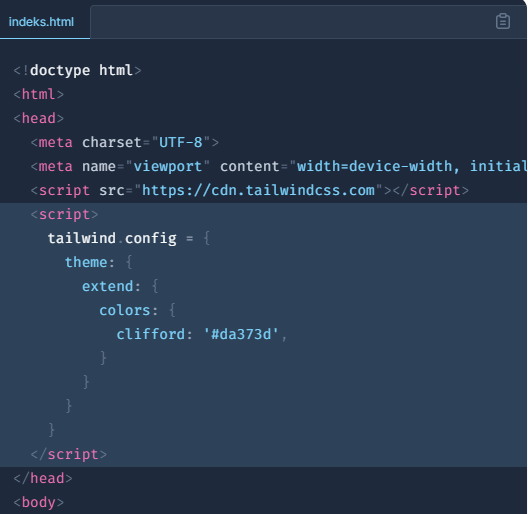 indeks.html
<!doctype html>
<html>
<head>
  <meta charset="UTF-8">
  <meta name="viewport" content="width=device-width, initial
  <script src="https://cdn.tailwindcss.com"></script>
  <script>
    tailwind.config = {
      theme: {
        extend: {
          colors: {
            clifford: '#da373d',
          }
        }
      }
    }
  </script>
</head>
<body>